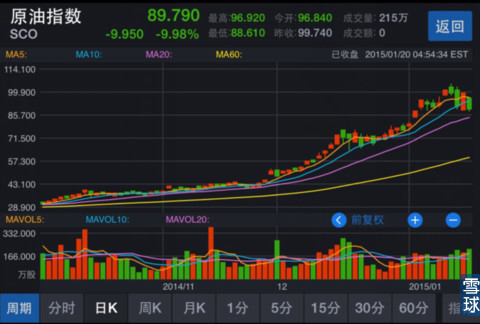 原油指数 89.790 最高: 96.920 今开: 96.840 成交量: 215万 返回
SCO -9.950 -9.98% 最低: 88.610 昨收: 99.740 成交额: 0
MA5: MA10: MA20: MA60: 已收盘 2015/01/20 04:54:34 EST
114.100
99.900
85.700
71.500
57.300
43.100
28.900
MAVOL5: MAVOL10: MAVOL20: 前复权
332.000
166.000
万股
2014/11 12 2015/01
周期 分时 日K 周K 月K 1分 5分 15分 30分 60分 指
雪球